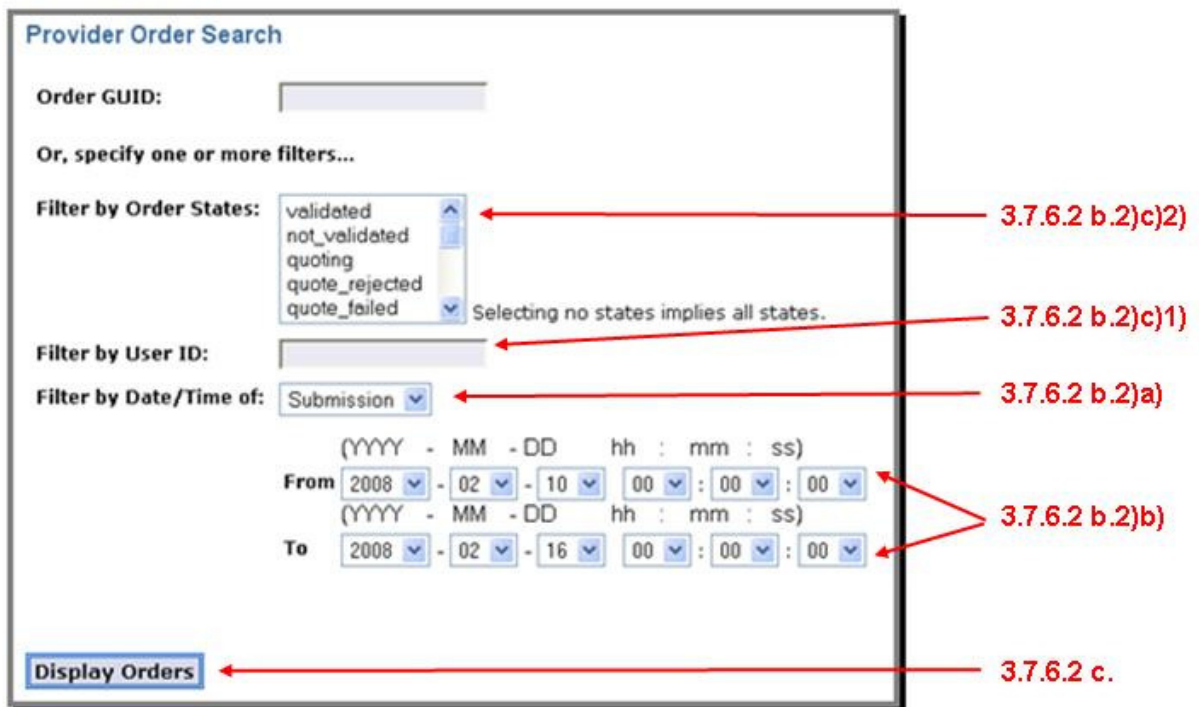 Provider Order Search
Order GUID:
Or, specify one or more filters...
Filter by Order States:
validated
not_validated
quoting
quote_rejected
quote_failed
Selecting no states implies all states.
3.7.6.2 b.2)c)2)
Filter by User ID:
3.7.6.2 b.2)c)1)
Filter by Date/Time of: Submission
3.7.6.2 b.2)a)
(YYYY - MM - DD hh : mm : ss)
From 2008 - 02 - 10 00 : 00 : 00
(YYYY - MM - DD hh : mm : ss)
To 2008 - 02 - 16 00 : 00 : 00
3.7.6.2 b.2)b)
Display Orders
3.7.6.2 c.